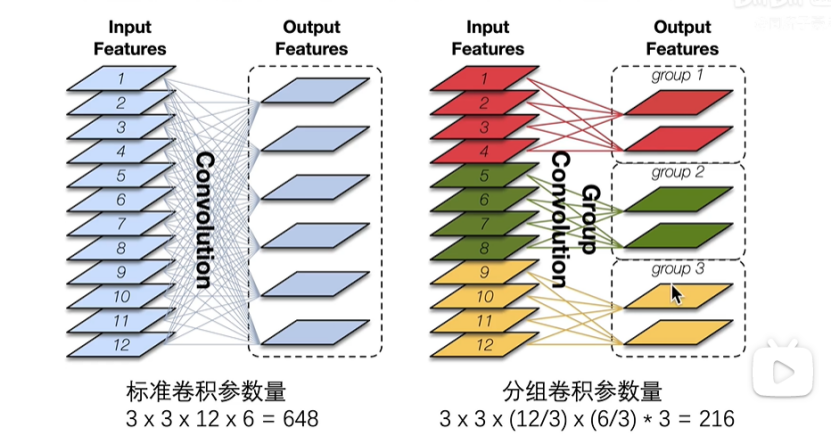 Input
Features
Output
Features
1
2
3
4
5
6
7
8
9
10
11
12
Convolution
标准卷积参数量
3 x 3 x 12 x 6 = 648
Input
Features
Output
Features
1
2
3
4
5
6
7
8
9
10
11
12
Group
Convolution
group 1
group 2
group 3
分组卷积参数量
3 x 3 x (12/3) x (6/3) * 3 = 216